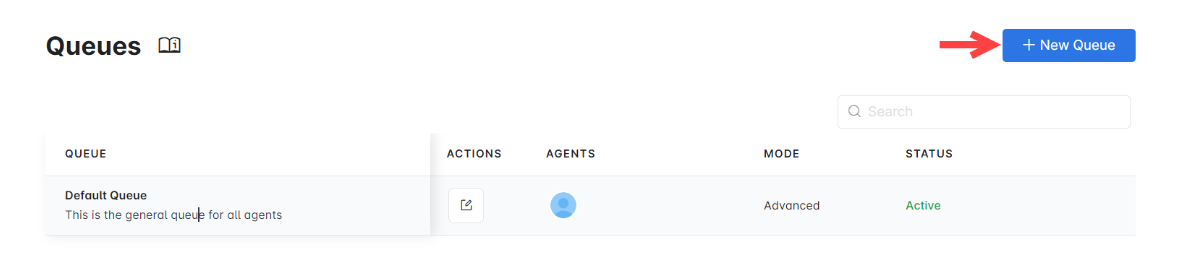 Queues
+ New Queue
Search
QUEUE ACTIONS AGENTS MODE STATUS
Default Queue
This is the general queue for all agents
Advanced
Active